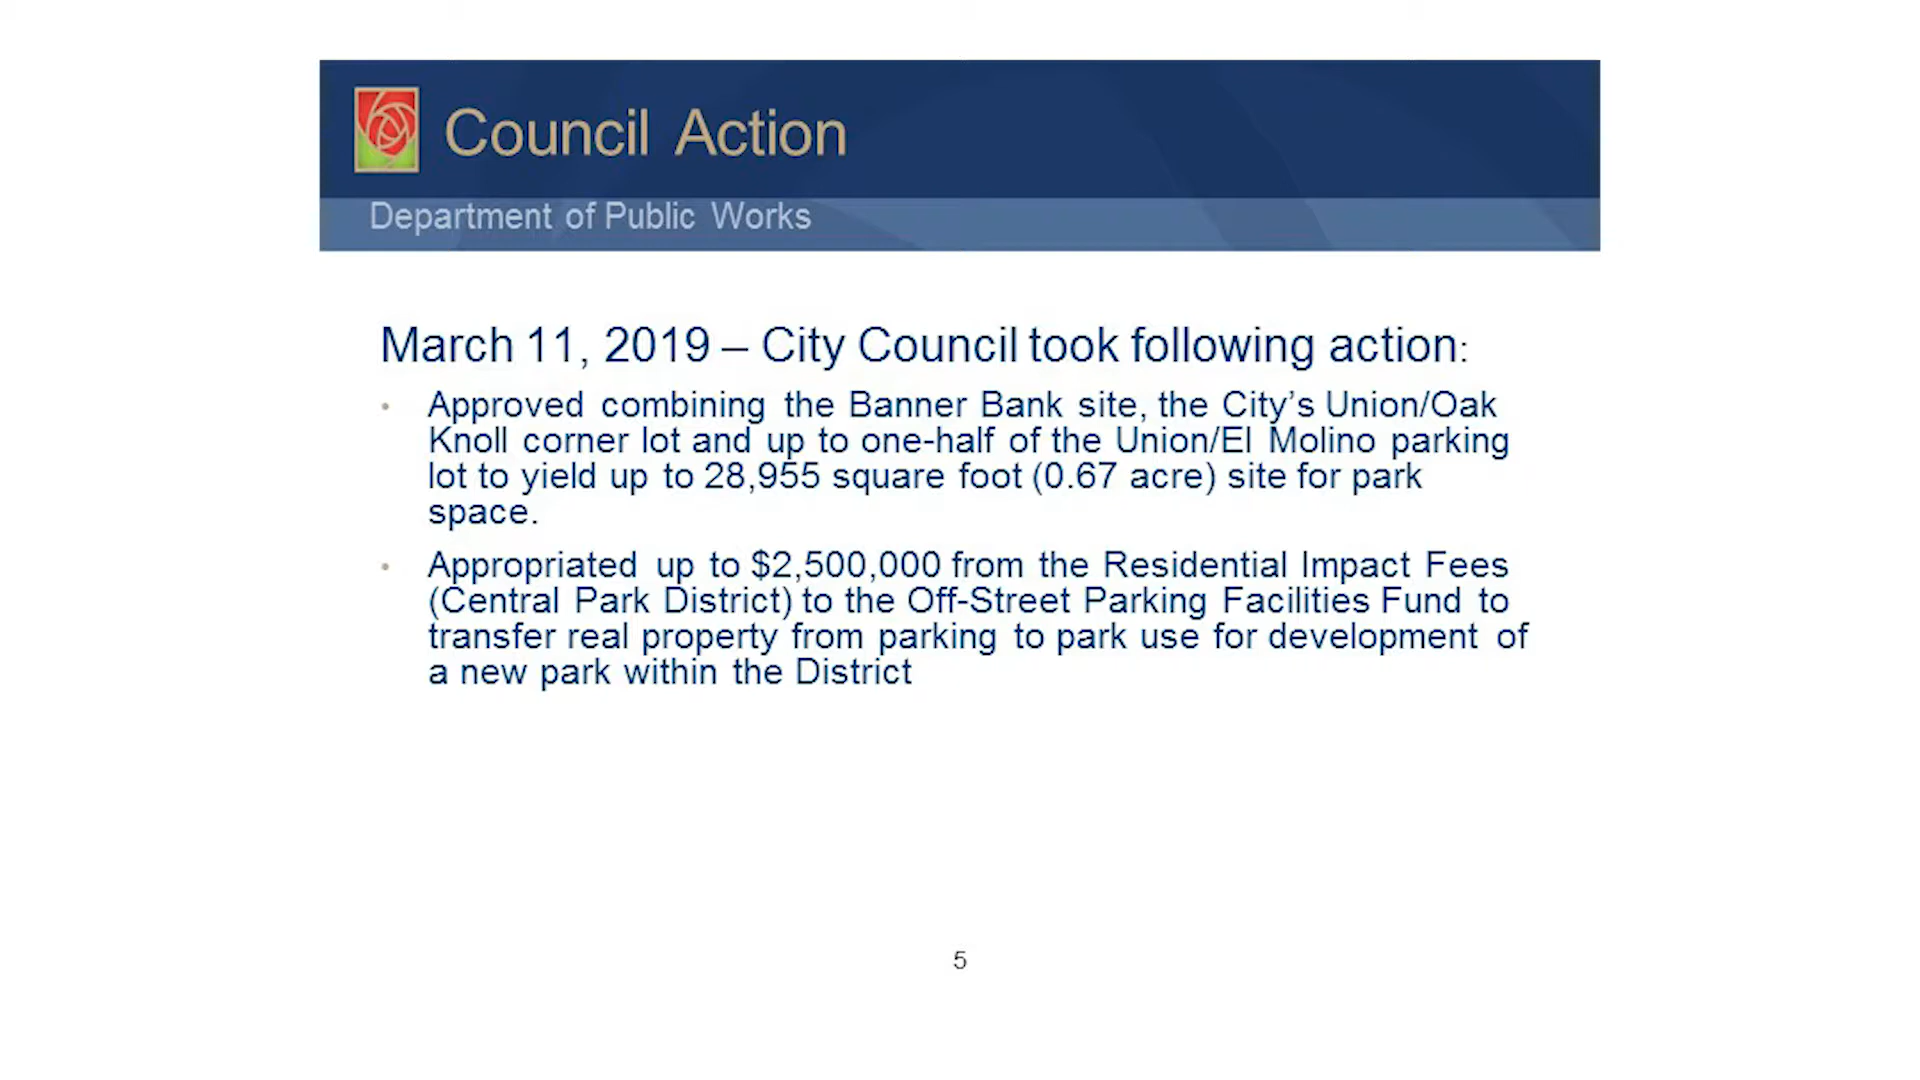 Council Action
Department of Public Works
March 11, 2019 – City Council took following action:
• Approved combining the Banner Bank site, the City’s Union/Oak
Knoll corner lot and up to one-half of the Union/El Molino parking
lot to yield up to 28,955 square foot (0.67 acre) site for park
space.
• Appropriated up to $2,500,000 from the Residential Impact Fees
(Central Park District) to the Off-Street Parking Facilities Fund to
transfer real property from parking to park use for development of
a new park within the District
5